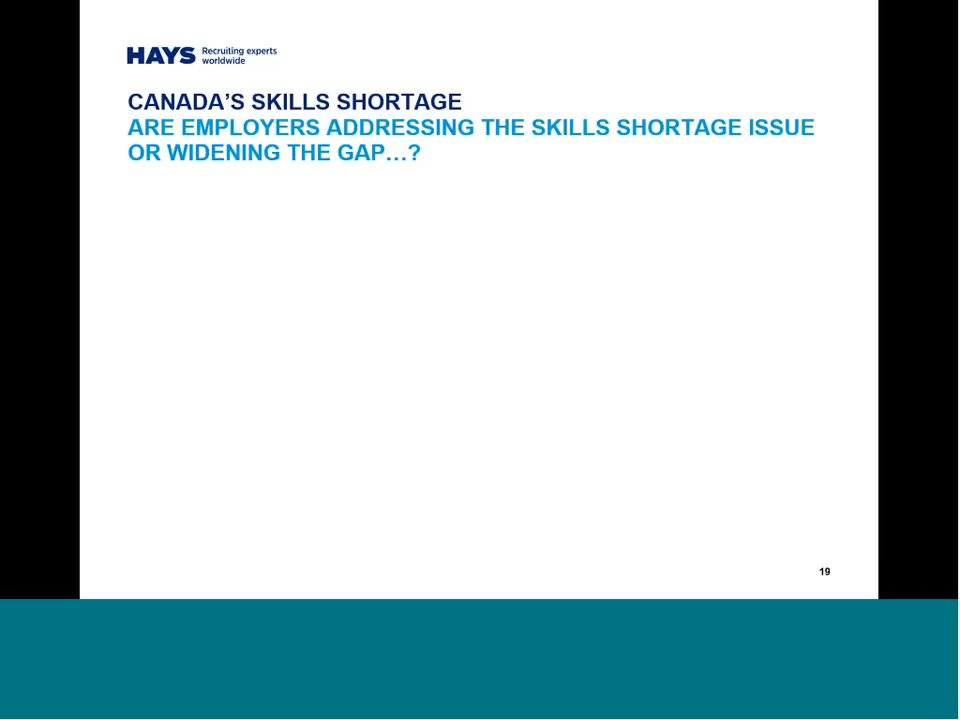 HAYS Recruiting experts
worldwide
CANADA’S SKILLS SHORTAGE
ARE EMPLOYERS ADDRESSING THE SKILLS SHORTAGE ISSUE
OR WIDENING THE GAP…?
19